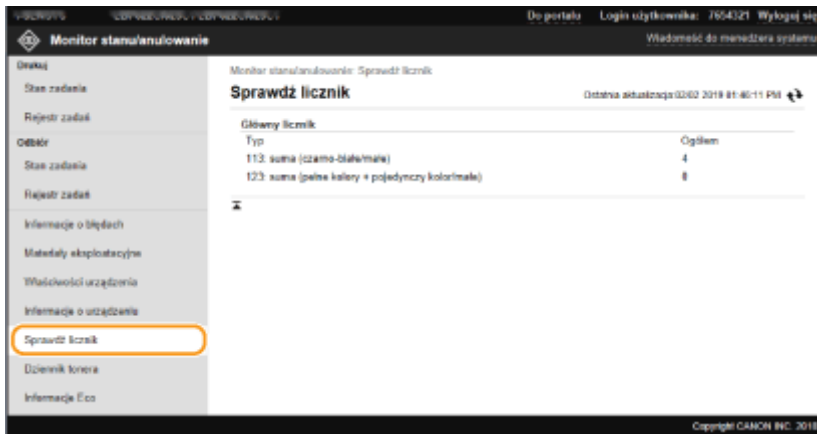 Do portalu Login użytkownika: 7654321 Wyloguj się
Monitor stanu/anulowanie
Wiadomość do menedżera systemu
Drukuj
Stan zadania
Rejestr zadań
Odbiór
Stan zadania
Rejestr zadań
Informacje o błędach
Materiały eksploatacyjne
Właściwości urządzenia
Informacje o urządzeniu
Sprawdź licznik
Dziennik tonera
Informacje Eco
Monitor stanu/anulowanie: Sprawdź licznik
Sprawdź licznik
Ostatnia aktualizacja:02/02 2019 01:46:11 PM
Główny licznik
Typ Ogółem
113: suma (czarno-białe/małe) 4
123: suma (pełne kolory + pojedynczy kolor/małe) 0
Copyright CANON INC. 2018